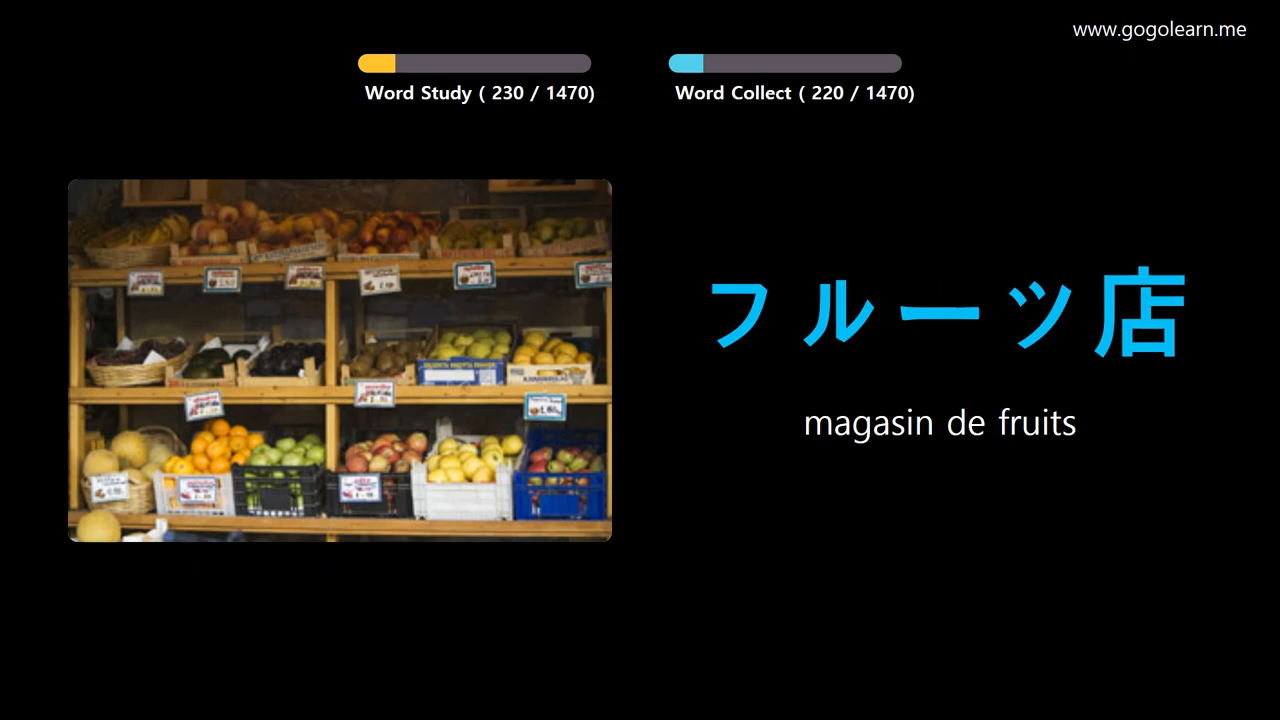 www.gogolearn.me
Word Study ( 230 / 1470)
Word Collect ( 220 / 1470)
フルーツ店
magasin de fruits